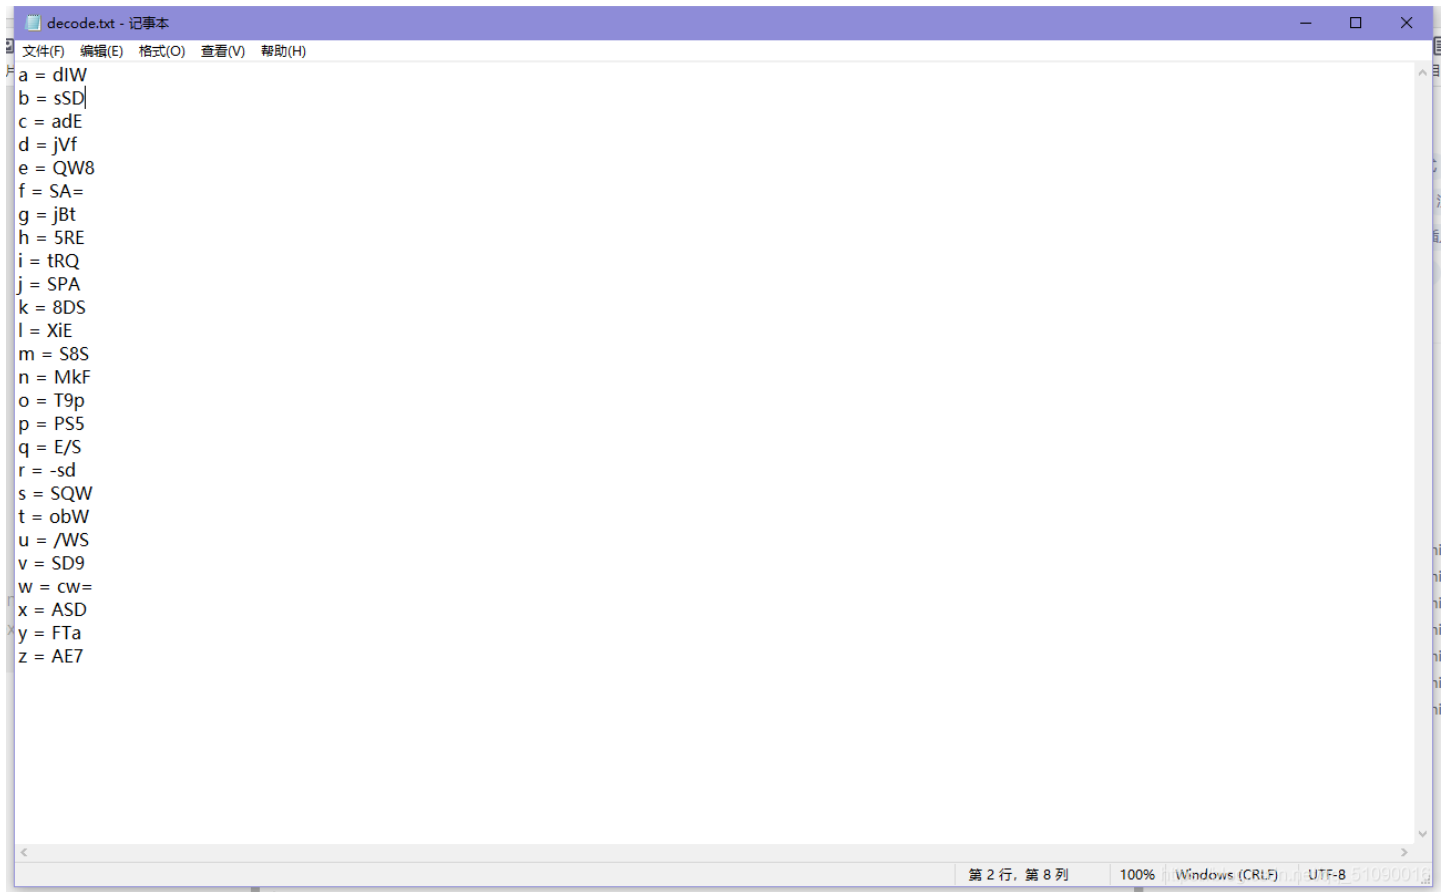 decode.txt - 记事本
文件(F) 编辑(E) 格式(O) 查看(V) 帮助(H)
a = dIW
b = sSD
c = adE
d = jVf
e = QW8
f = SA=
g = jBt
h = 5RE
i = tRQ
j = SPA
k = 8DS
l = XiE
m = S8S
n = MkF
o = T9p
p = PS5
q = E/S
r = -sd
s = SQW
t = obW
u = /WS
v = SD9
w = cw=
x = ASD
y = FTa
z = AE7
第 2 行，第 8 列 100% Windows (CRLF) UTF-8